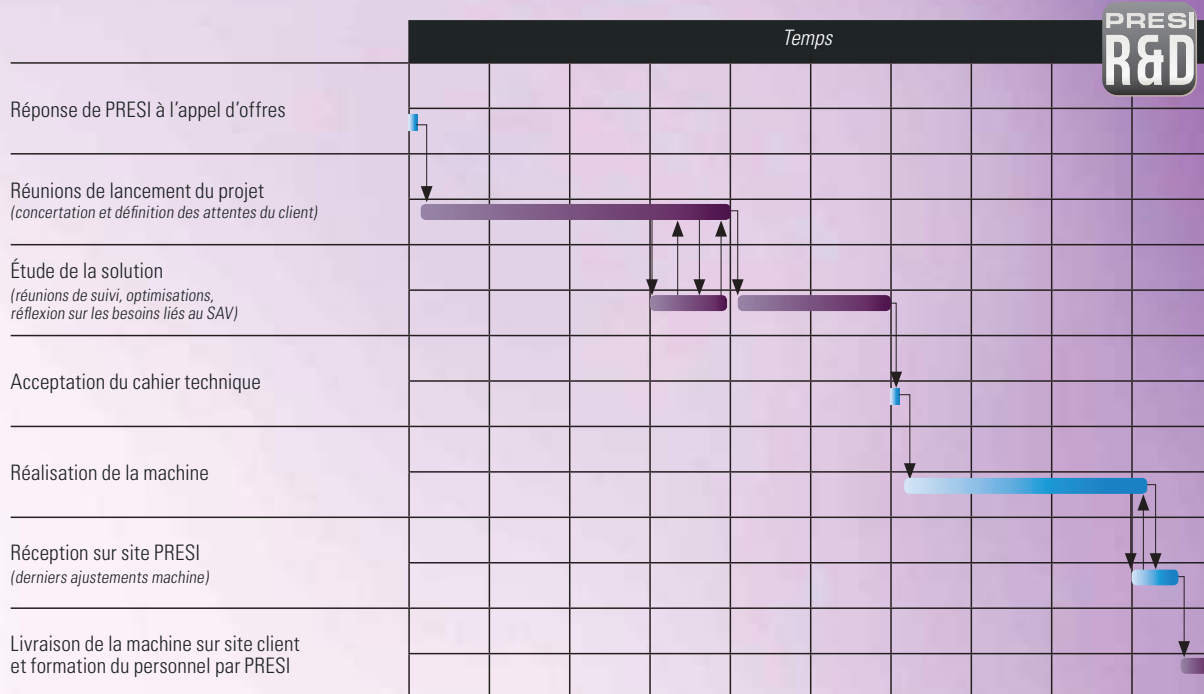 Temps
PRESI
R&D
Réponse de PRESI à l'appel d'offres
Réunions de lancement du projet
(concertation et définition des attentes du client)
Étude de la solution
(réunions de suivi, optimisations,
réflexion sur les besoins liés au SAV)
Acceptation du cahier technique
Réalisation de la machine
Réception sur site PRESI
(derniers ajustements machine)
Livraison de la machine sur site client
et formation du personnel par PRESI